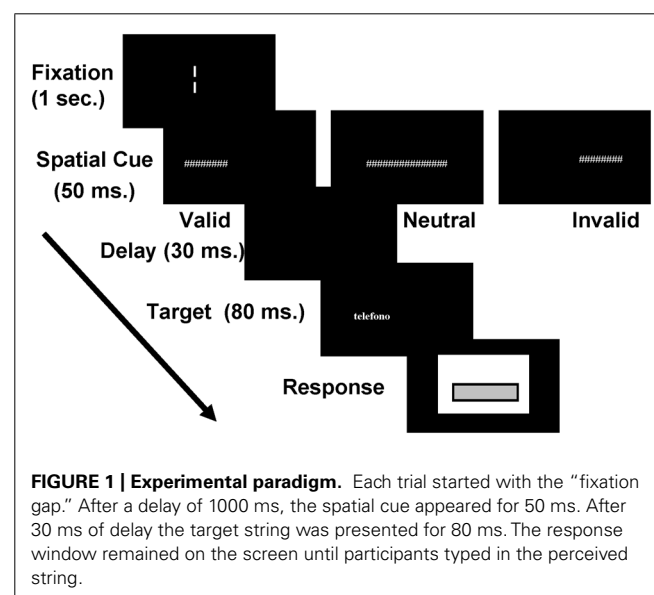 Fixation
(1 sec.)
Spatial Cue
(50 ms.)
########
################
########
Valid
Neutral
Invalid
Delay (30 ms.)
Target (80 ms.)
telefono
Response
FIGURE 1 | Experimental paradigm. Each trial started with the “fixation
gap.” After a delay of 1000 ms, the spatial cue appeared for 50 ms. After
30 ms of delay the target string was presented for 80 ms. The response
window remained on the screen until participants typed in the perceived
string.